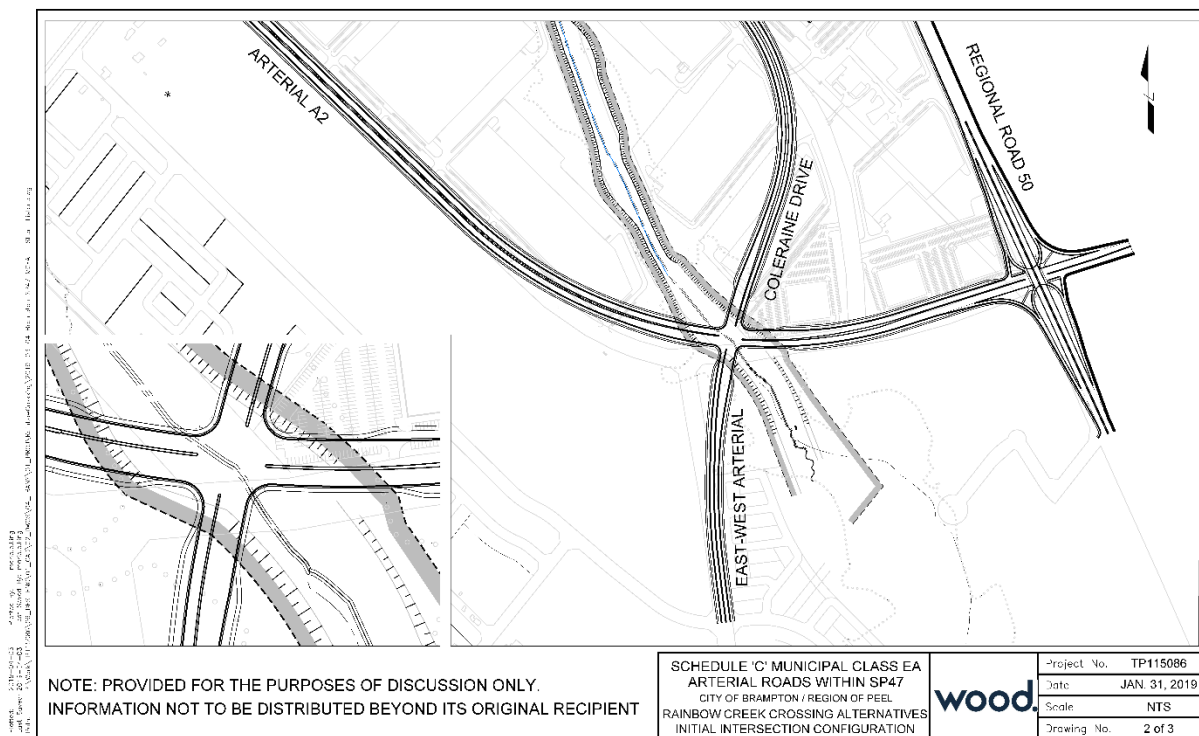 ARTERIAL A2
REGIONAL ROAD 50
COLERAINE DRIVE
EAST-WEST ARTERIAL
NOTE: PROVIDED FOR THE PURPOSES OF DISCUSSION ONLY.
INFORMATION NOT TO BE DISTRIBUTED BEYOND ITS ORIGINAL RECIPIENT
SCHEDULE 'C' MUNICIPAL CLASS EA
ARTERIAL ROADS WITHIN SP47
CITY OF BRAMPTON / REGION OF PEEL
RAINBOW CREEK CROSSING ALTERNATIVES
INITIAL INTERSECTION CONFIGURATION
wood.
Project No. TP115086
Date JAN. 31, 2019
Scale NTS
Drawing No. 2 of 3